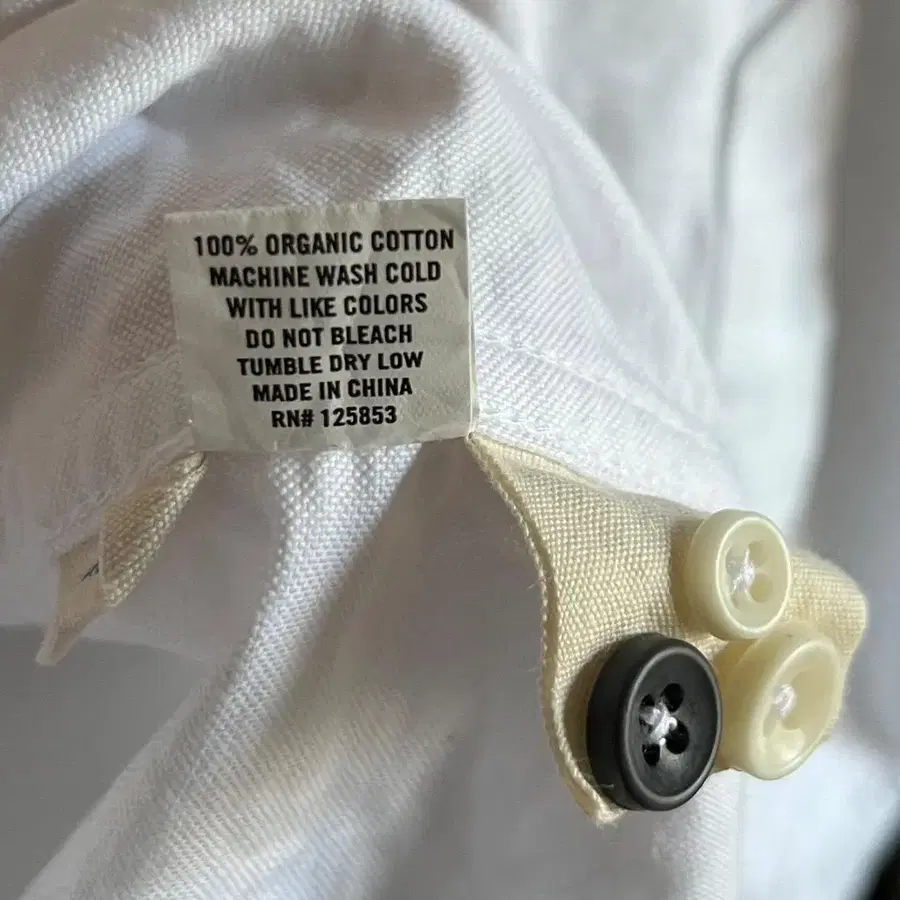 100% ORGANIC COTTON
MACHINE WASH COLD
WITH LIKE COLORS
DO NOT BLEACH
TUMBLE DRY LOW
MADE IN CHINA
RN# 125853